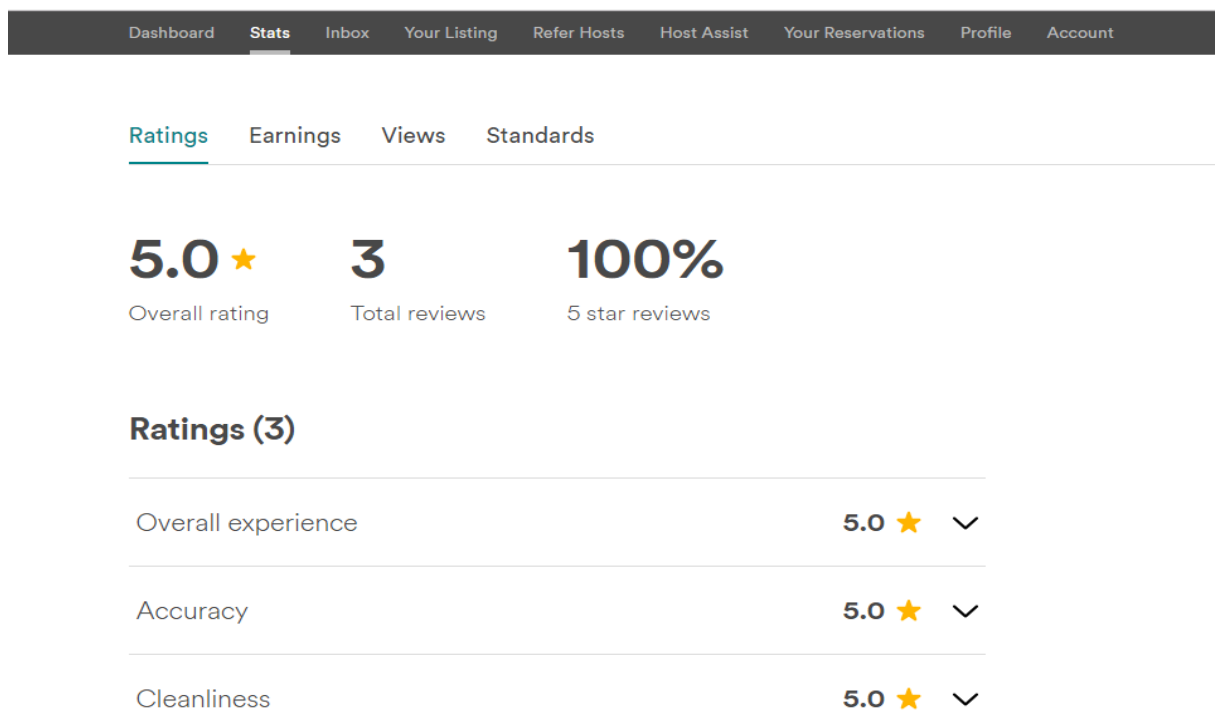 Dashboard Stats Inbox Your Listing Refer Hosts Host Assist Your Reservations Profile Account
Ratings Earnings Views Standards
5.0 3 100%
Overall rating Total reviews 5 star reviews
Ratings (3)
Overall experience 5.0
Accuracy 5.0
Cleanliness 5.0